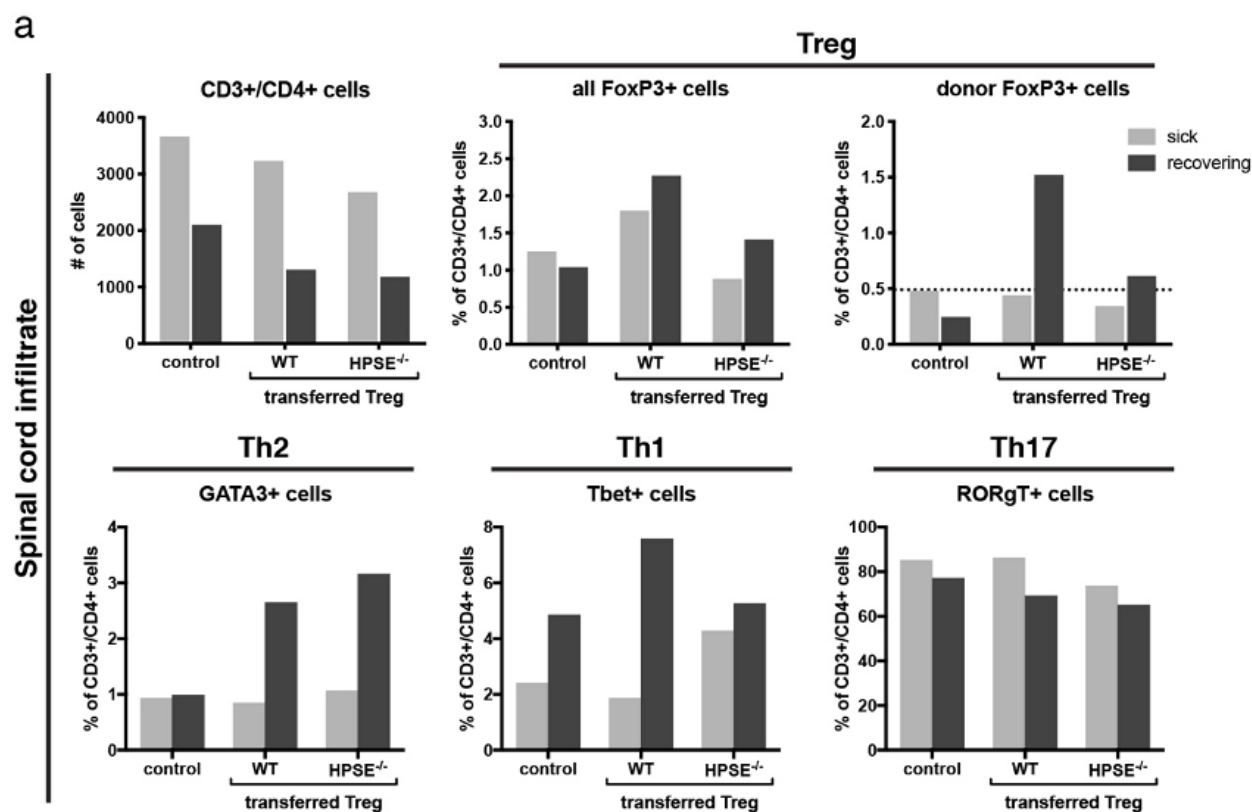 a
Spinal cord infiltrate
Treg
CD3+/CD4+ cells
# of cells
4000
3000
2000
1000
0
control
WT
HPSE-/-
transferred Treg
all FoxP3+ cells
% of CD3+/CD4+ cells
3.0
2.5
2.0
1.5
1.0
0.5
0.0
control
WT
HPSE-/-
transferred Treg
donor FoxP3+ cells
% of CD3+/CD4+ cells
2.0
1.5
1.0
0.5
0.0
control
WT
HPSE-/-
transferred Treg
sick
recovering
Th2
GATA3+ cells
% of CD3+/CD4+ cells
4
3
2
1
0
control
WT
HPSE-/-
transferred Treg
Th1
Tbet+ cells
% of CD3+/CD4+ cells
8
6
4
2
0
control
WT
HPSE-/-
transferred Treg
Th17
RORgT+ cells
% of CD3+/CD4+ cells
100
80
60
40
20
0
control
WT
HPSE-/-
transferred Treg